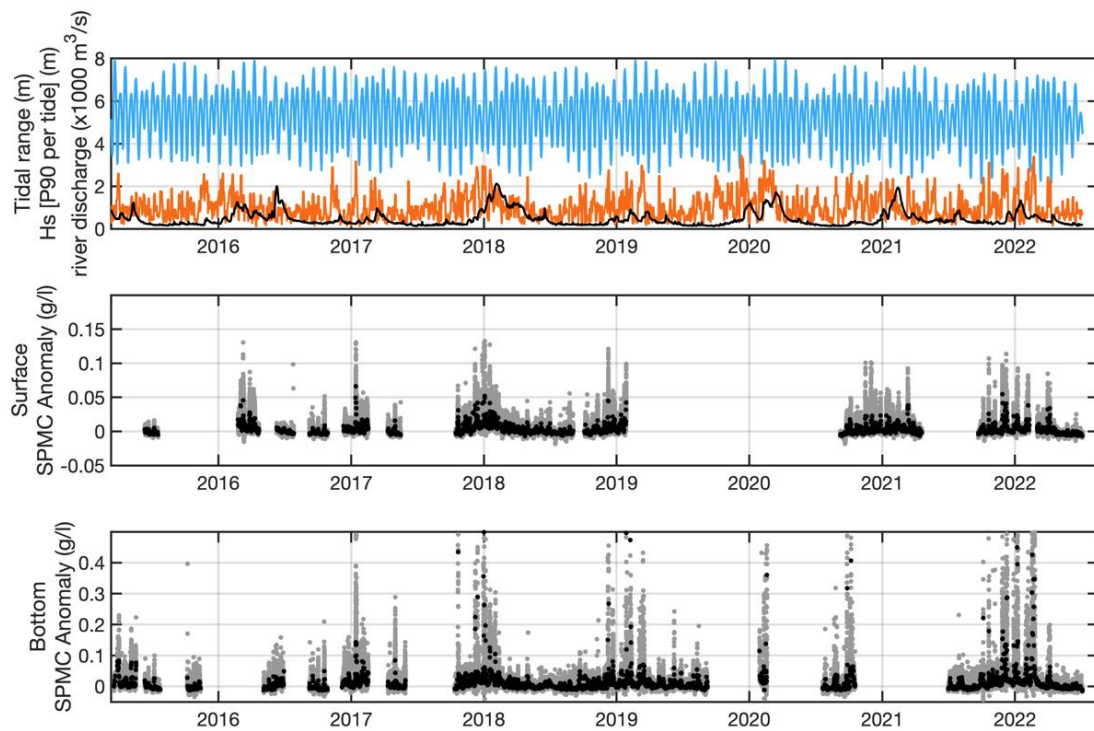 Tidal range (m)
Hs [P90 per tide] (m)
river discharge (x1000 m³/s)
8
6
4
2
0
2016 2017 2018 2019 2020 2021 2022
Surface
SPMC Anomaly (g/l)
0.15
0.1
0.05
0
-0.05
2016 2017 2018 2019 2020 2021 2022
Bottom
SPMC Anomaly (g/l)
0.4
0.3
0.2
0.1
0
2016 2017 2018 2019 2020 2021 2022